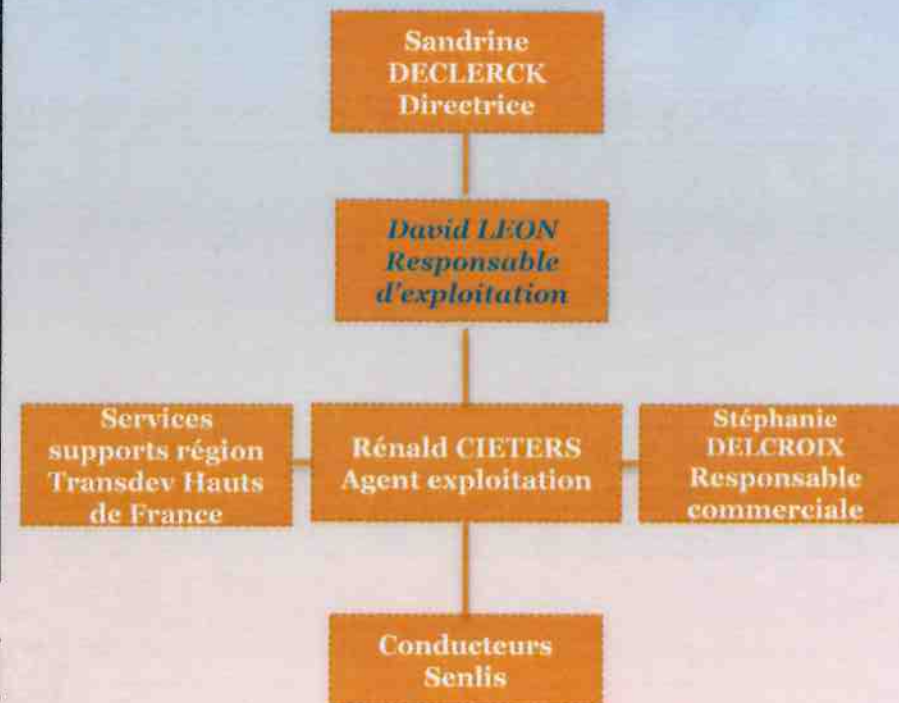 Sandrine
DECLERCK
Directrice
David LEON
Responsable
d'exploitation
Services
supports région
Transdev Hauts
de France
Rénald CIETERS
Agent exploitation
Stéphanie
DELCROIX
Responsable
commerciale
Conducteurs
Senlis